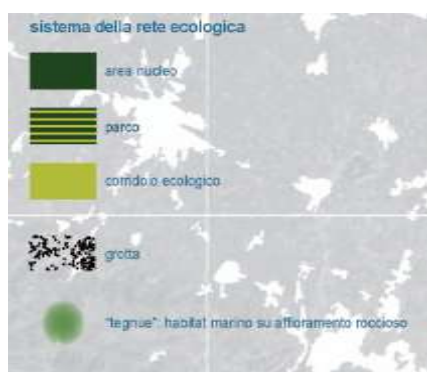 sistema della rete ecologica
area nucleo
parco
corridoio ecologico
grotta
"tegnue": habitat marino su affioramento roccioso